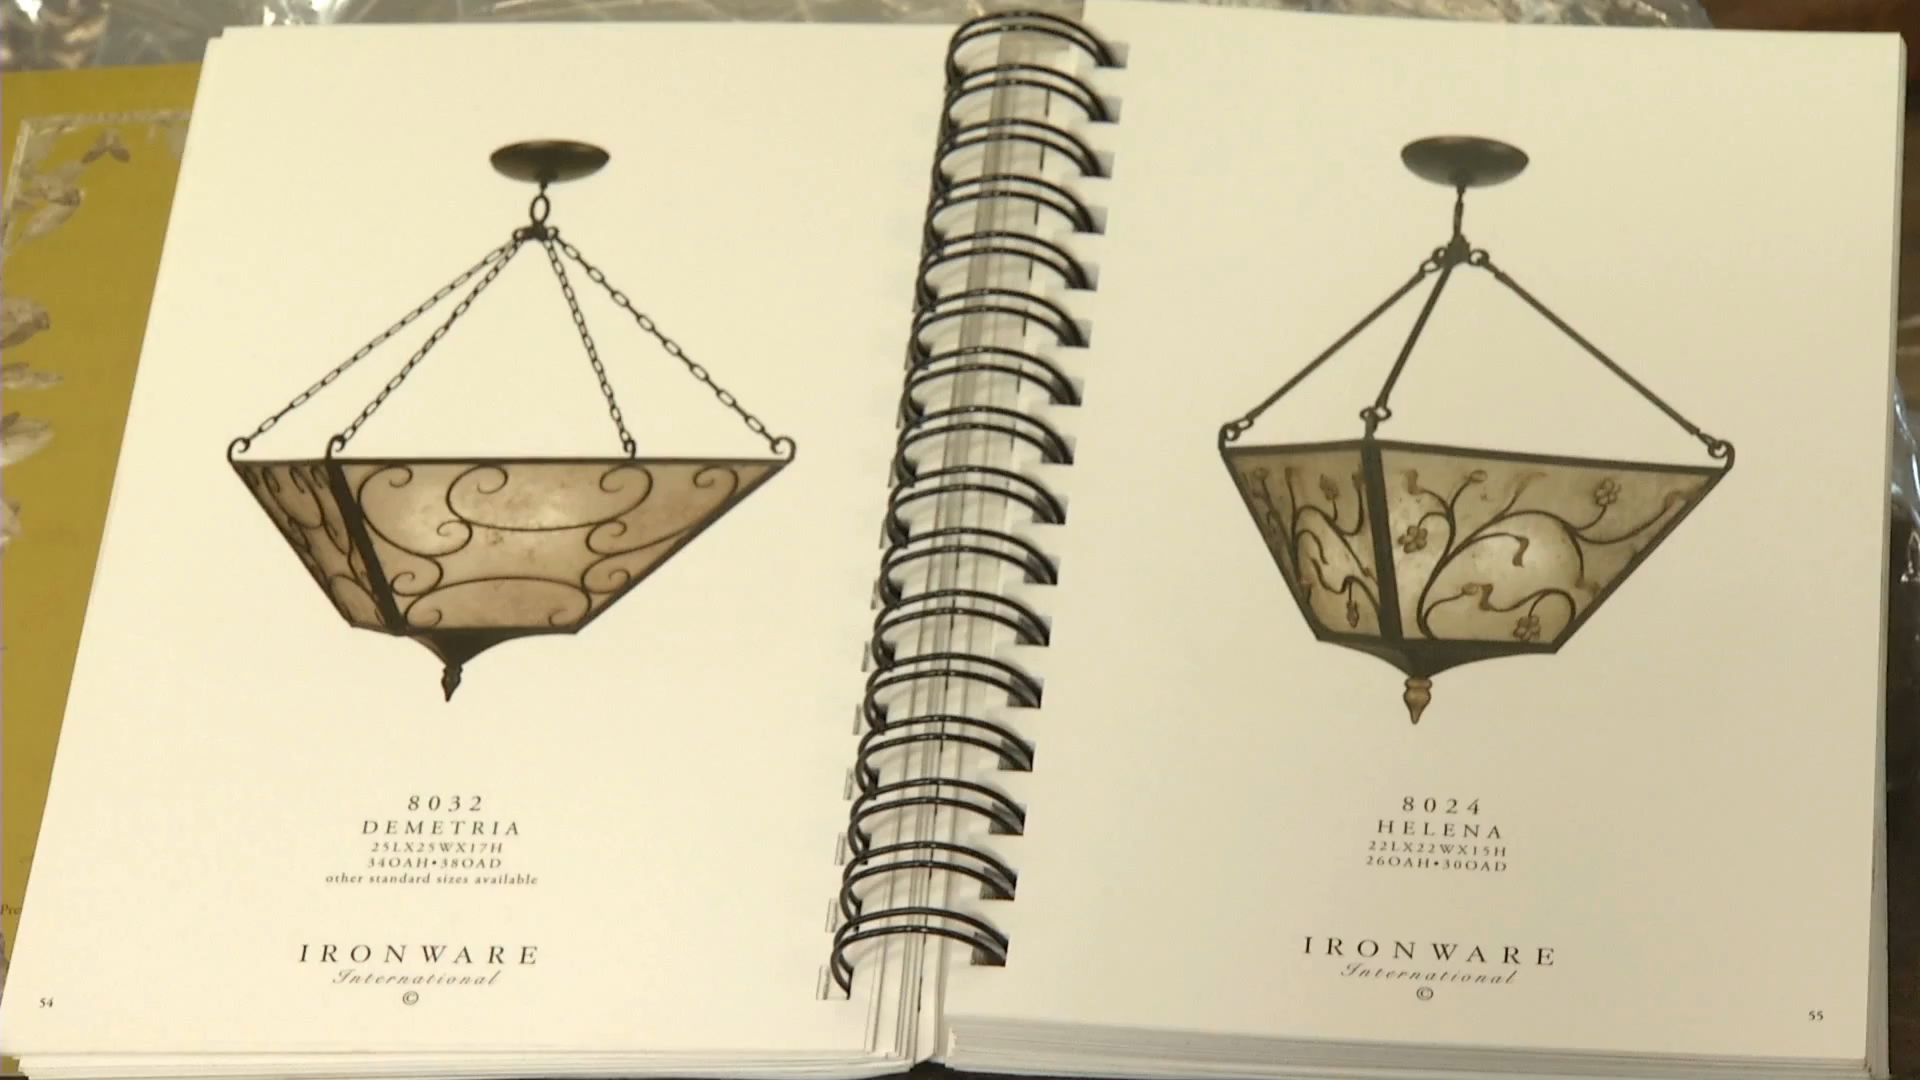 8032
DEMETRIA
25LX25WX17H
34OAH•38OAD
other standard sizes available
IRONWARE
International
©
54
8024
HELENA
22LX22WX15H
26OAH•30OAD
IRONWARE
International
©
55